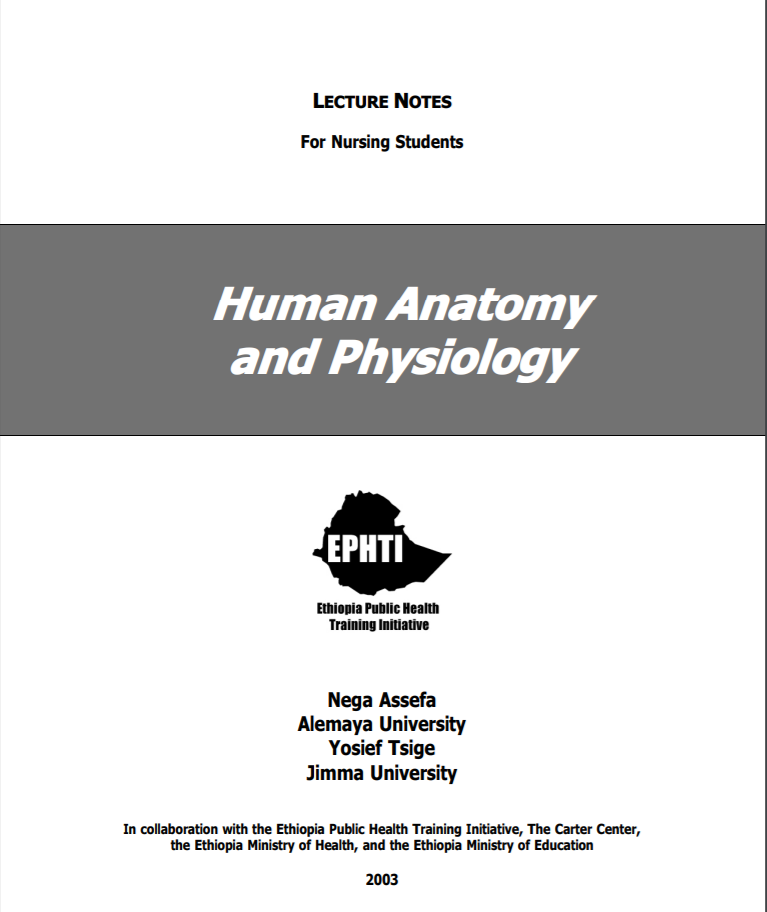 LECTURE NOTES
For Nursing Students
Human Anatomy
and Physiology
EPHTI
Ethiopia Public Health
Training Initiative
Nega Assefa
Alemaya University
Yosief Tsige
Jimma University
In collaboration with the Ethiopia Public Health Training Initiative, The Carter Center,
the Ethiopia Ministry of Health, and the Ethiopia Ministry of Education
2003